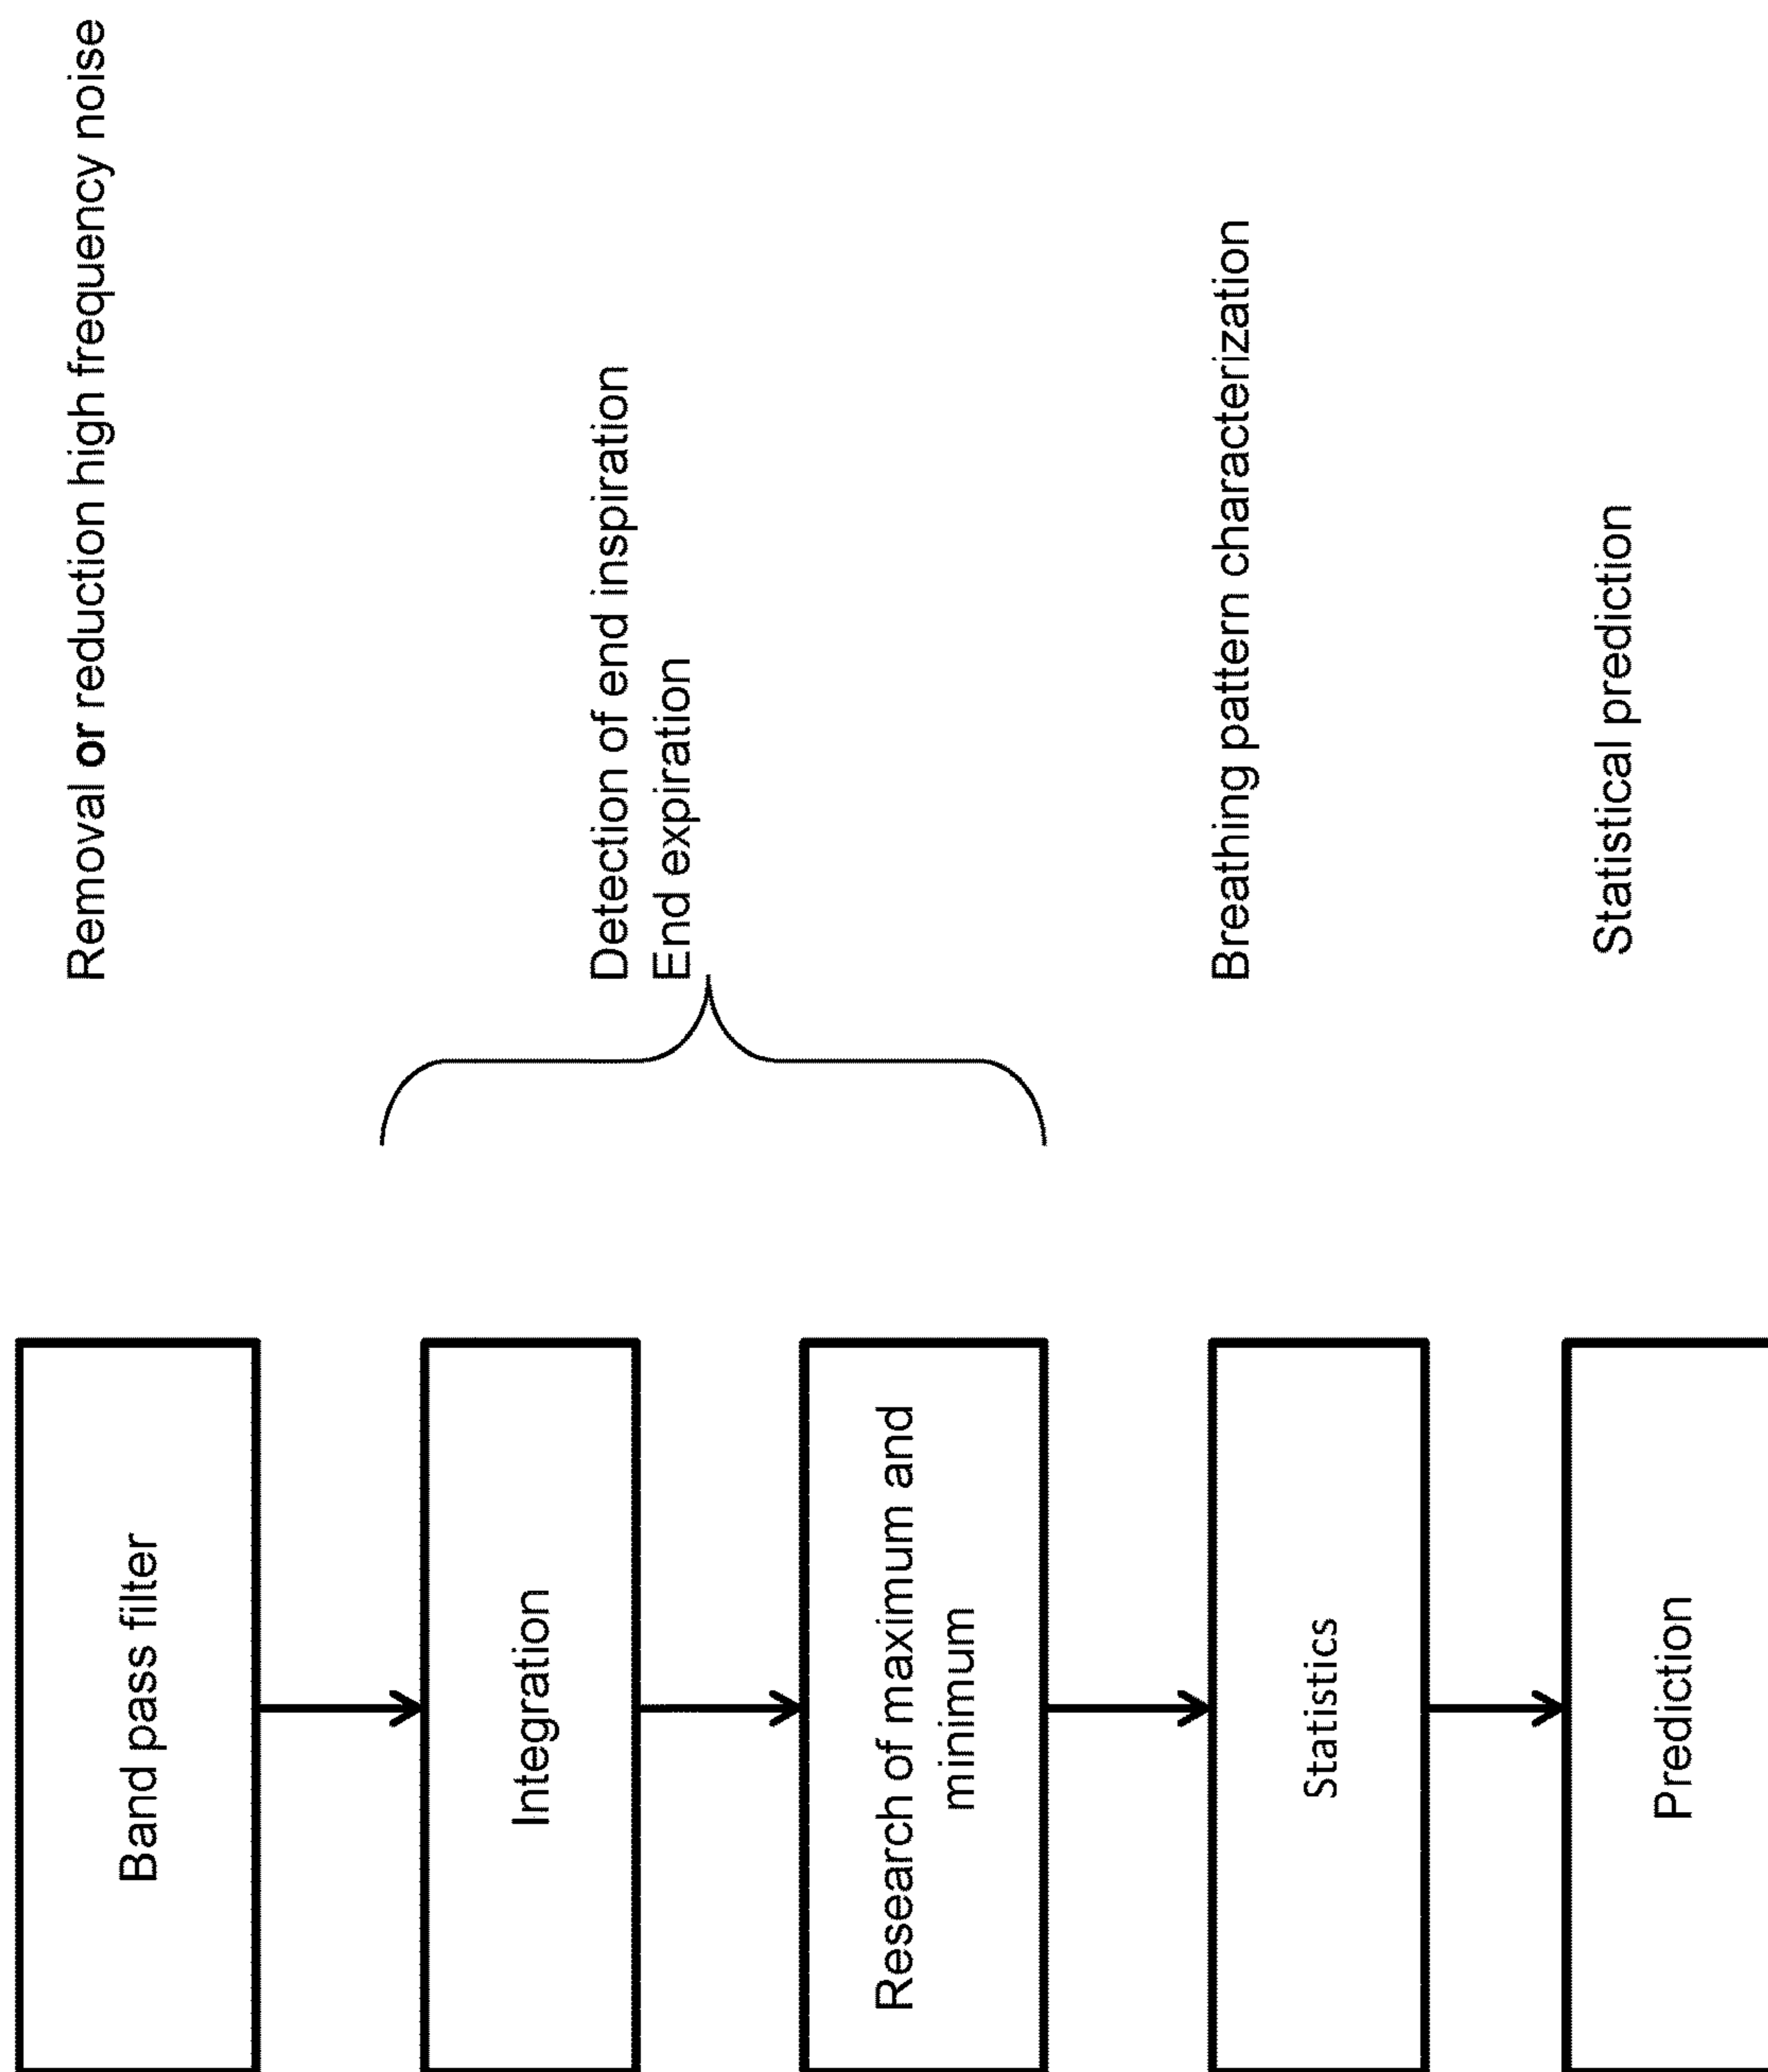 Band pass filter
Removal or reduction high frequency noise
Integration
Detection of end inspiration
End expiration
Research of maximum and
minimum
Statistics
Breathing pattern characterization
Prediction
Statistical prediction